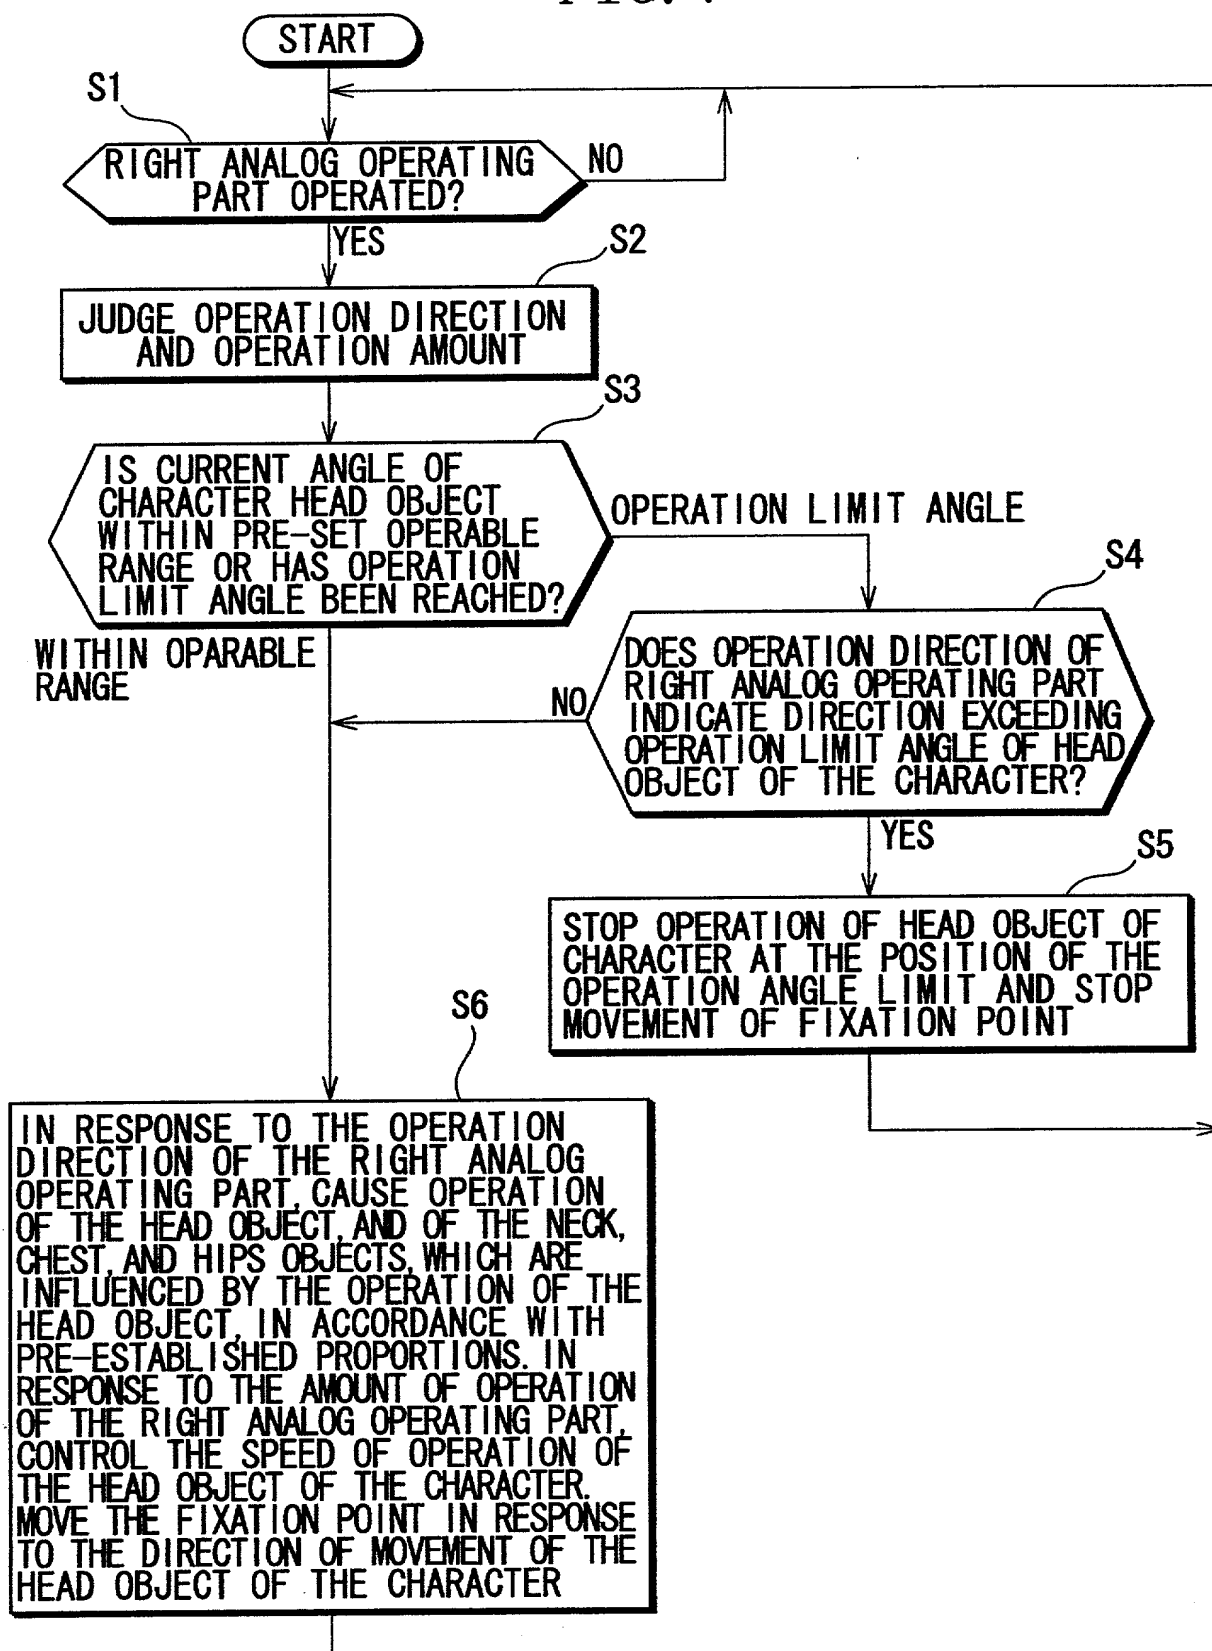 START
S1
RIGHT ANALOG OPERATING
PART OPERATED?
NO
YES
S2
JUDGE OPERATION DIRECTION
AND OPERATION AMOUNT
S3
IS CURRENT ANGLE OF
CHARACTER HEAD OBJECT
WITHIN PRE-SET OPERABLE
RANGE OR HAS OPERATION
LIMIT ANGLE BEEN REACHED?
OPERATION LIMIT ANGLE
WITHIN OPARABLE
RANGE
S4
DOES OPERATION DIRECTION OF
RIGHT ANALOG OPERATING PART
INDICATE DIRECTION EXCEEDING
OPERATION LIMIT ANGLE OF HEAD
OBJECT OF THE CHARACTER?
NO
YES
S5
STOP OPERATION OF HEAD OBJECT OF
CHARACTER AT THE POSITION OF THE
OPERATION ANGLE LIMIT AND STOP
MOVEMENT OF FIXATION POINT
S6
IN RESPONSE TO THE OPERATION
DIRECTION OF THE RIGHT ANALOG
OPERATING PART, CAUSE OPERATION
OF THE HEAD OBJECT, AND OF THE NECK,
CHEST, AND HIPS OBJECTS, WHICH ARE
INFLUENCED BY THE OPERATION OF THE
HEAD OBJECT, IN ACCORDANCE WITH
PRE-ESTABLISHED PROPORTIONS. IN
RESPONSE TO THE AMOUNT OF OPERATION
OF THE RIGHT ANALOG OPERATING PART,
CONTROL THE SPEED OF OPERATION OF
THE HEAD OBJECT OF THE CHARACTER.
MOVE THE FIXATION POINT IN RESPONSE
TO THE DIRECTION OF MOVEMENT OF THE
HEAD OBJECT OF THE CHARACTER